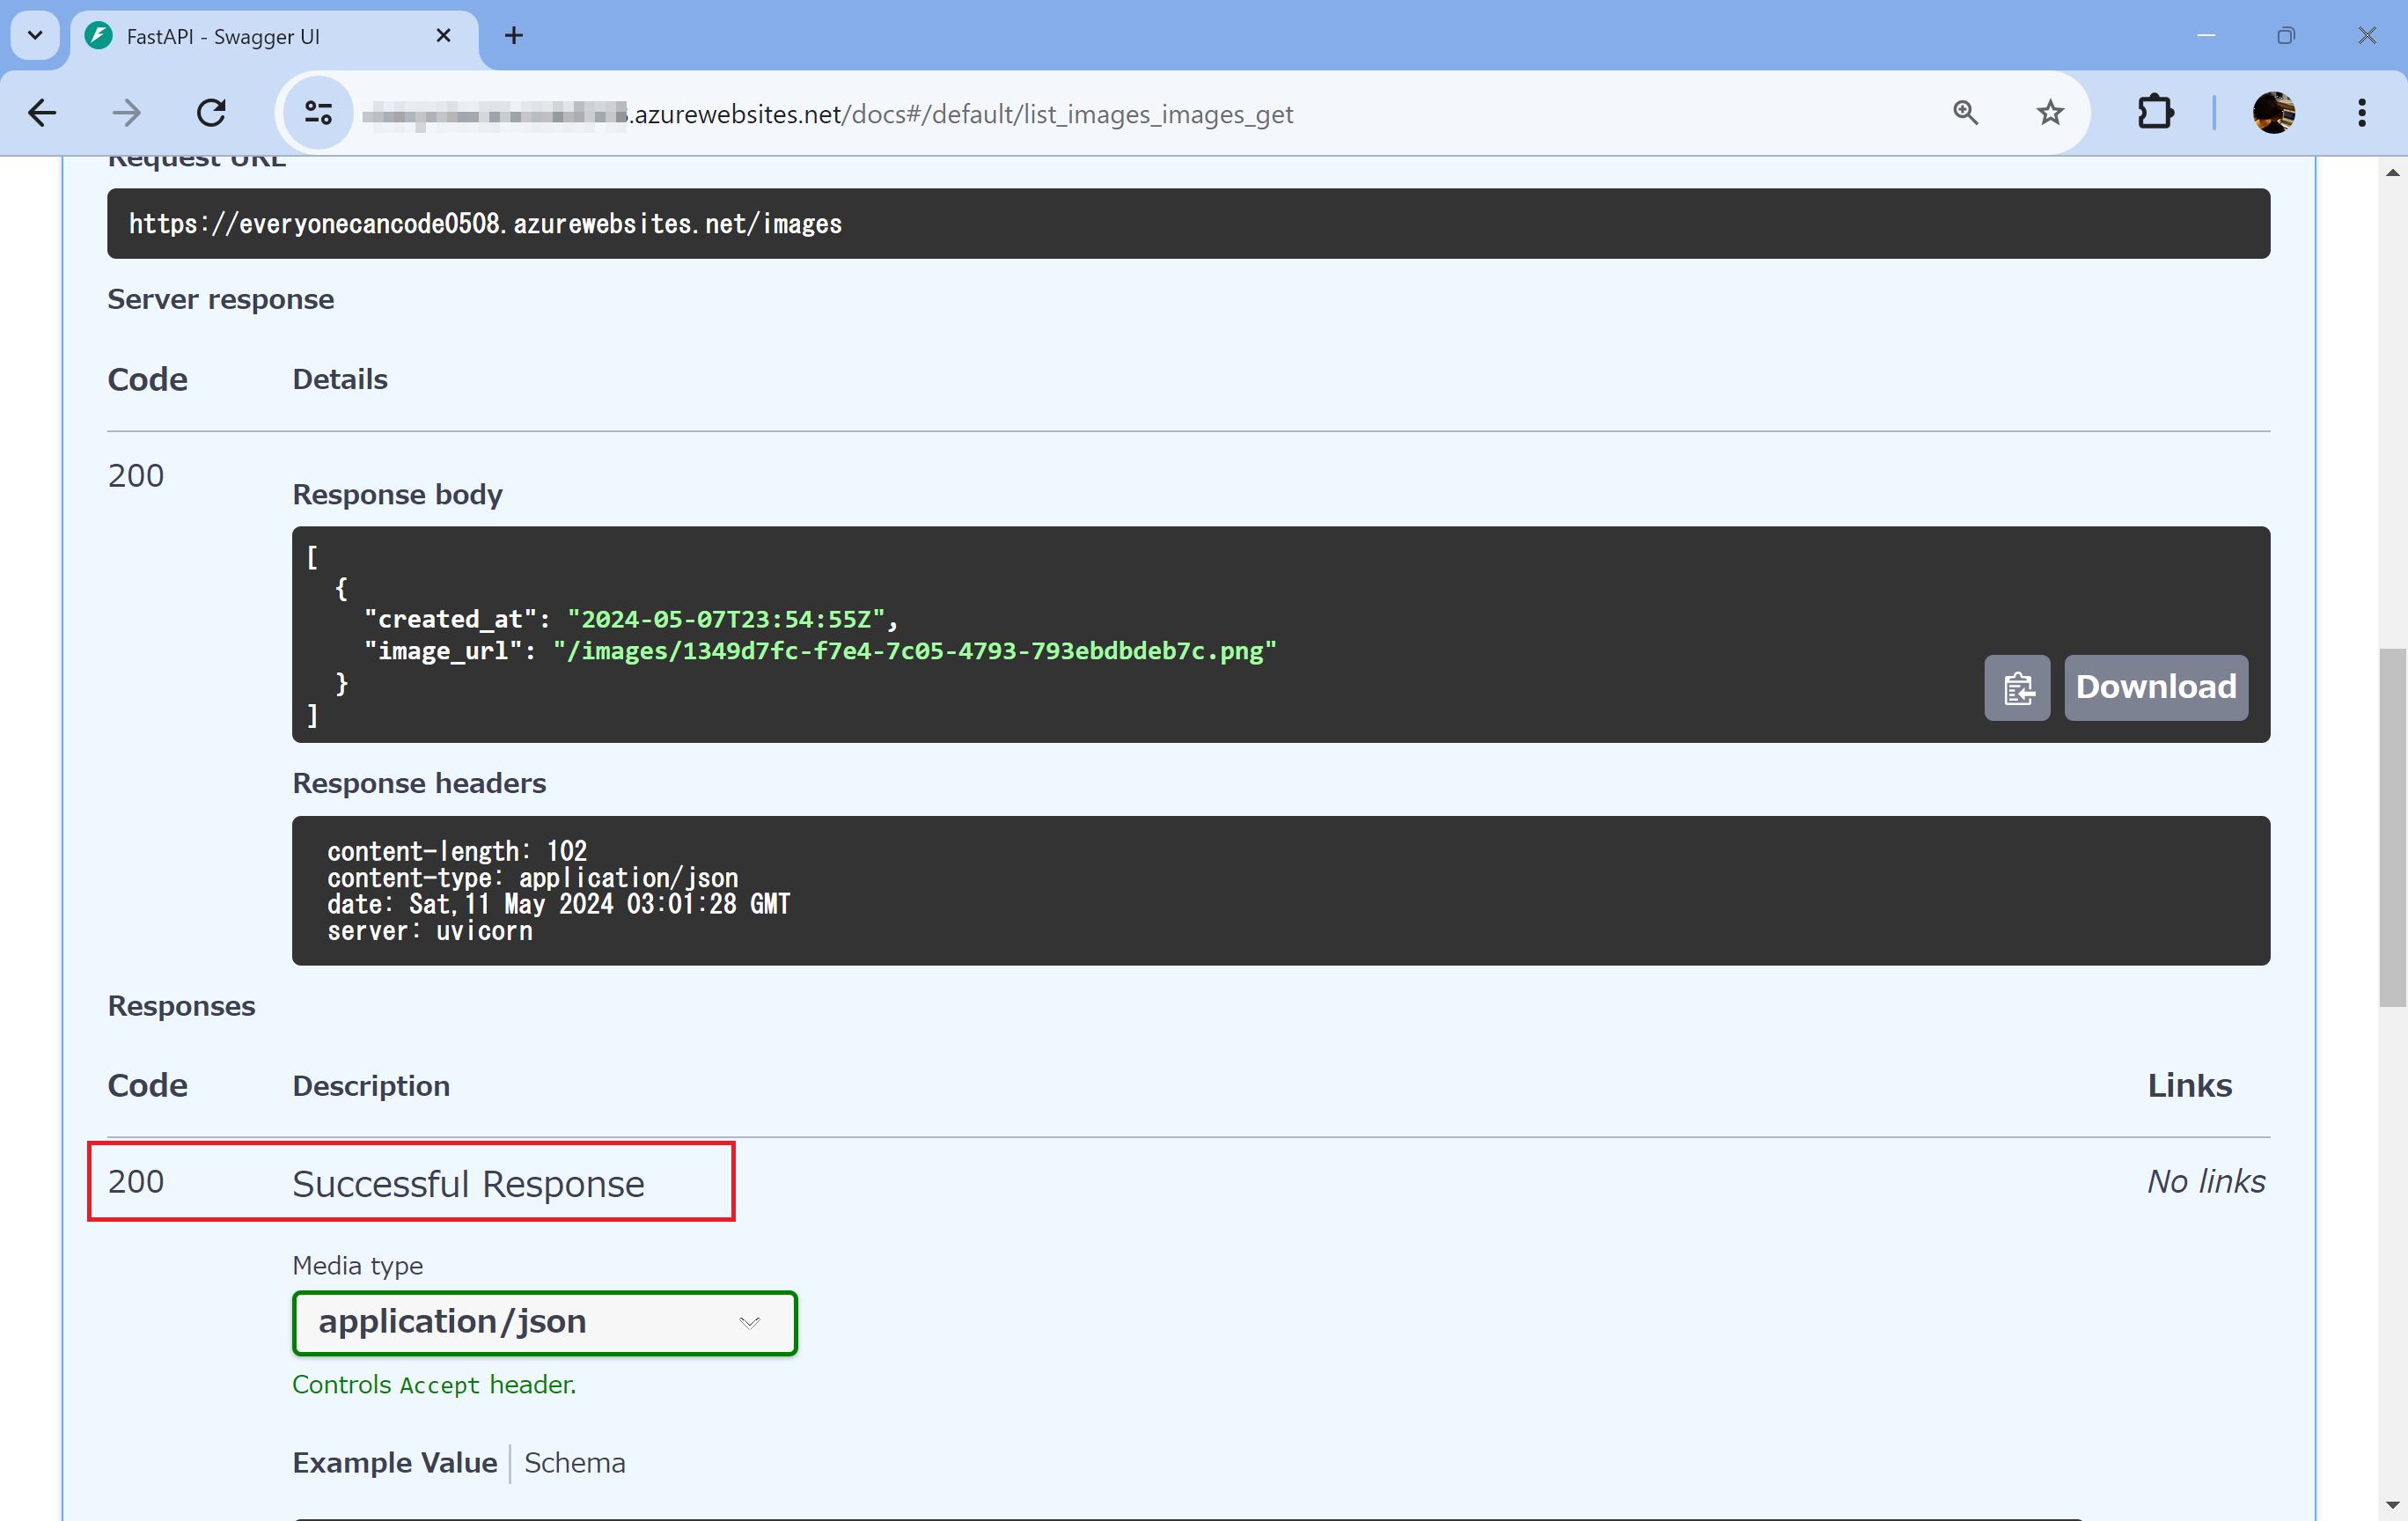 FastAPI - Swagger UI
.azurewebsites.net/docs#/default/list_images_images_get
Request URL
https://everyonecancode0508.azurewebsites.net/images
Server response
Code Details
200
Response body
[
{
"created_at": "2024-05-07T23:54:55Z",
"image_url": "/images/1349d7fc-f7e4-7c05-4793-793ebdbdeb7c.png"
}
]
Download
Response headers
content-length: 102
content-type: application/json
date: Sat,11 May 2024 03:01:28 GMT
server: uvicorn
Responses
Code Description Links
200 Successful Response No links
Media type
application/json
Controls Accept header.
Example Value Schema